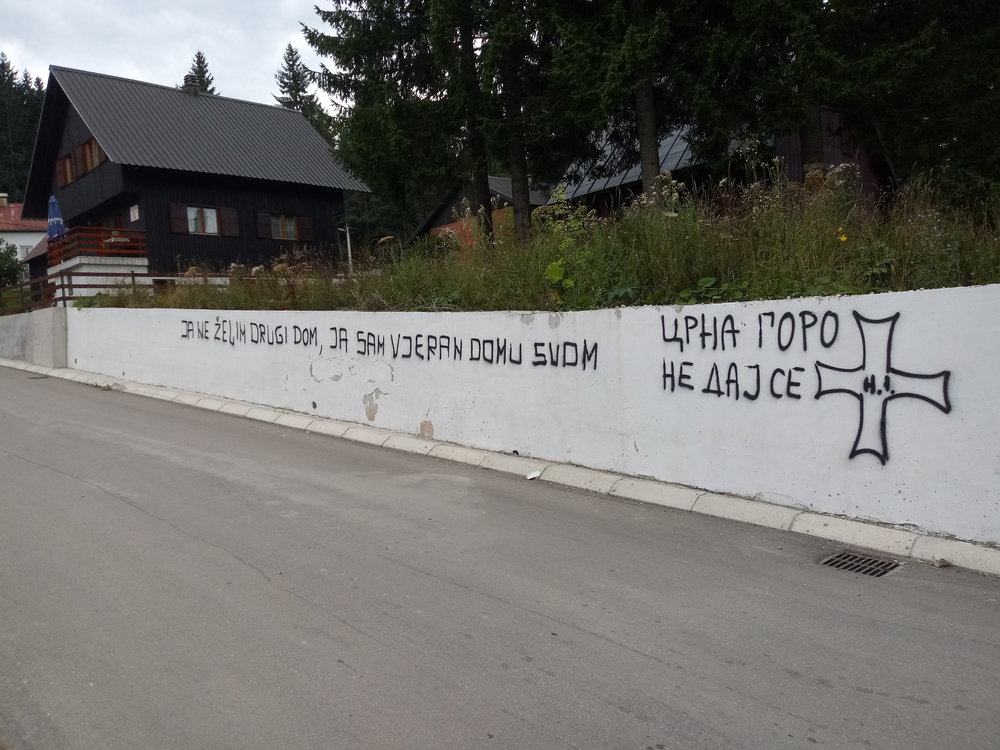 JA NE ŽELIM DRUGI DOM, JA SAM VJERAN DOMU SVOM
ЦРНА ГОРО
НЕ ДАЈ СЕ
Н.І.